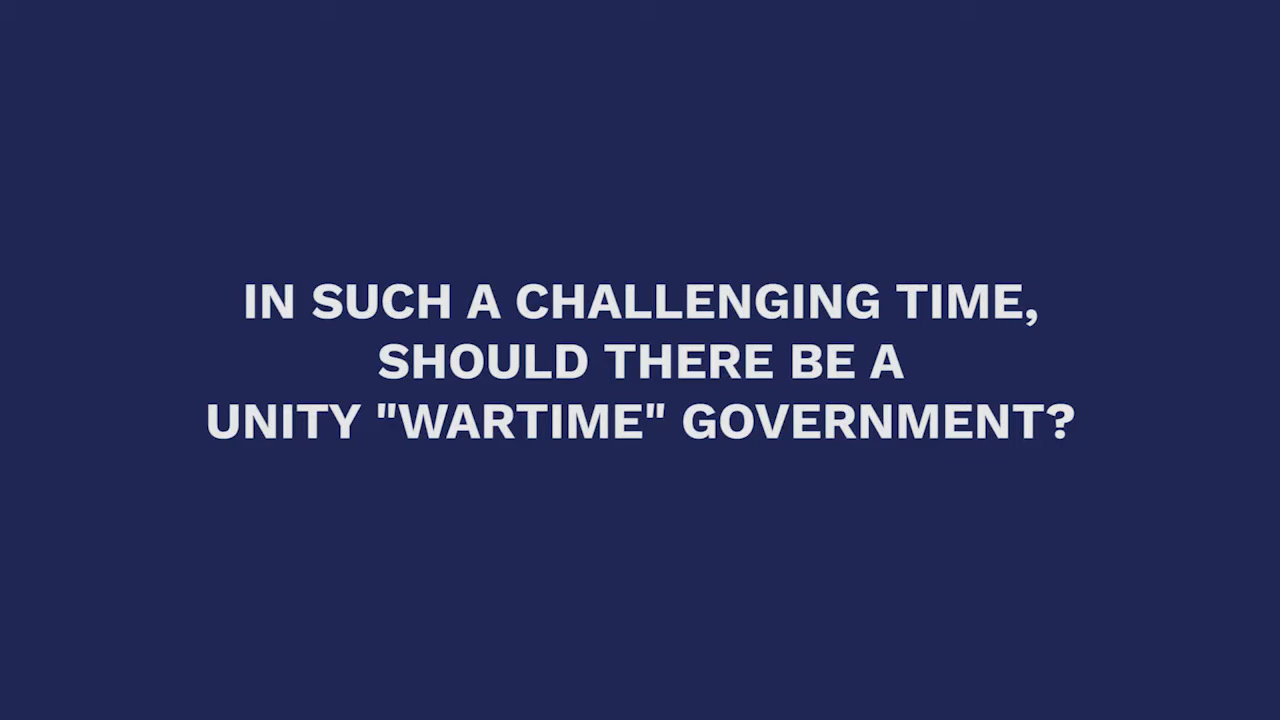 IN SUCH A CHALLENGING TIME,
SHOULD THERE BE A
UNITY "WARTIME" GOVERNMENT?